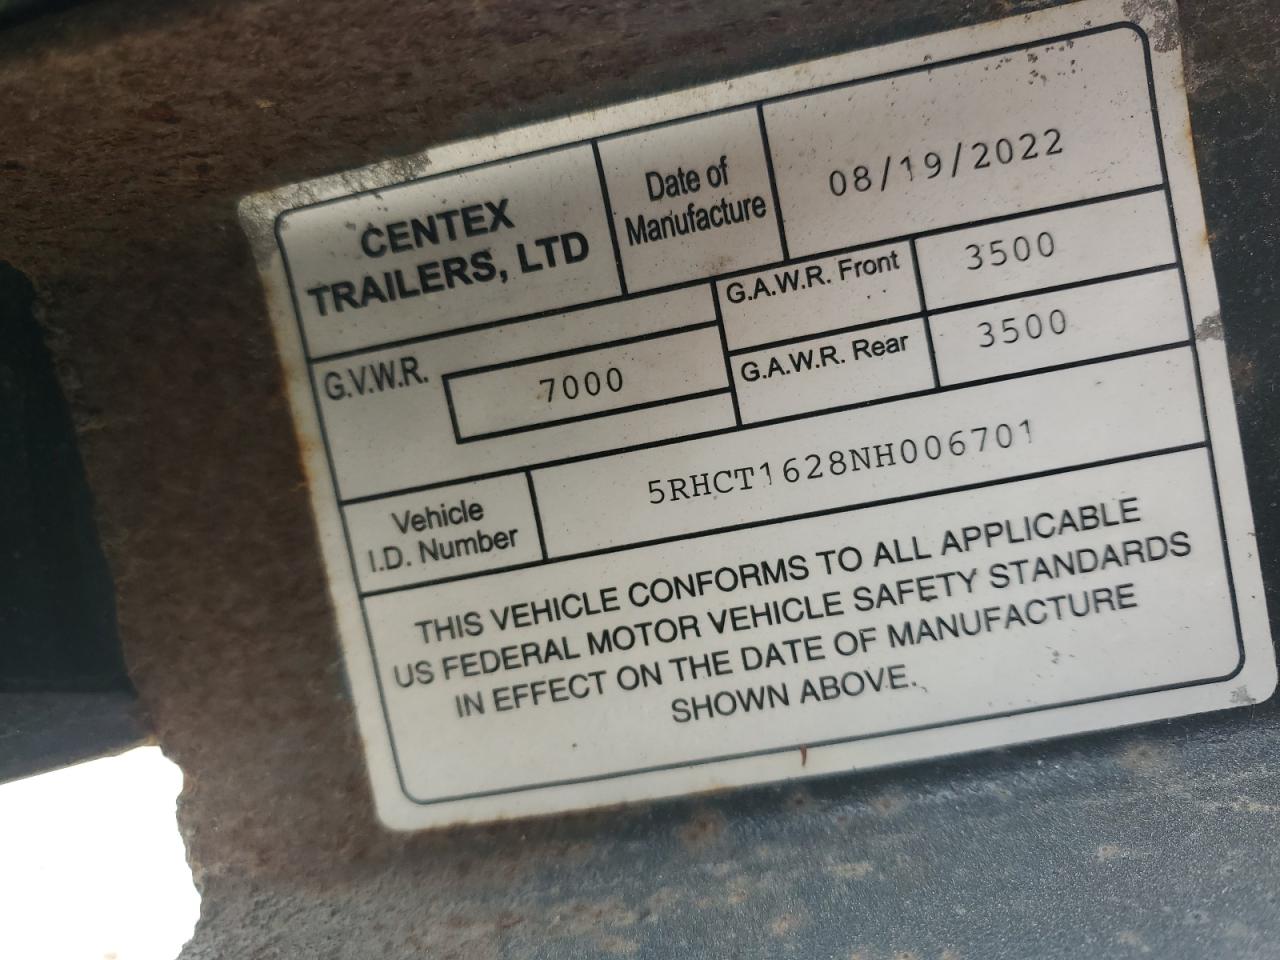 CENTEX
TRAILERS, LTD
Date of
Manufacture
08/19/2022
G.V.W.R.
7000
G.A.W.R. Front
3500
G.A.W.R. Rear
3500
Vehicle
I.D. Number
5RHCT1628NH006701
THIS VEHICLE CONFORMS TO ALL APPLICABLE
US FEDERAL MOTOR VEHICLE SAFETY STANDARDS
IN EFFECT ON THE DATE OF MANUFACTURE
SHOWN ABOVE.